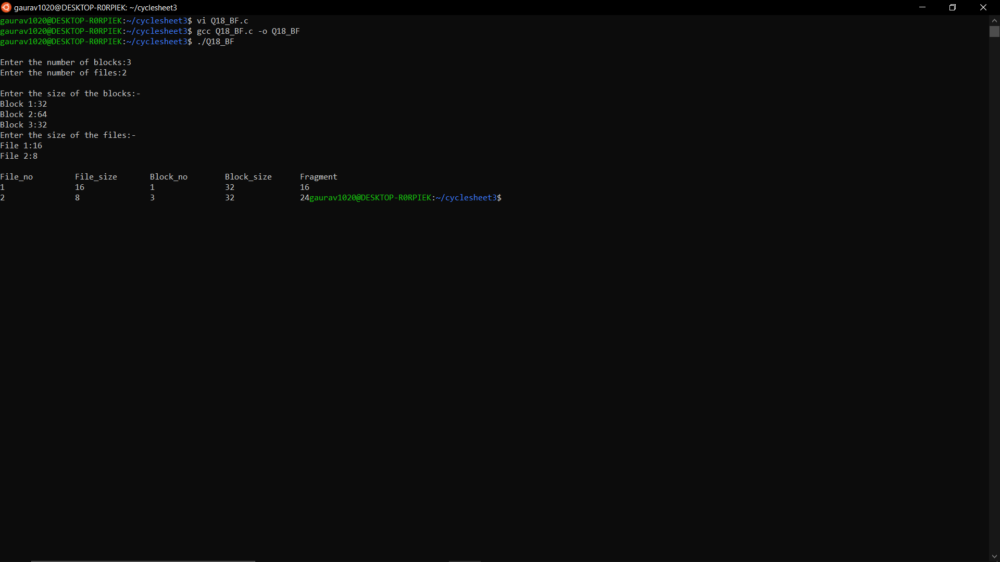 gaurav1020@DESKTOP-R0RPIEK: ~/cyclesheet3
gaurav1020@DESKTOP-R0RPIEK:~/cyclesheet3$ vi Q18_BF.c
gaurav1020@DESKTOP-R0RPIEK:~/cyclesheet3$ gcc Q18_BF.c -o Q18_BF
gaurav1020@DESKTOP-R0RPIEK:~/cyclesheet3$ ./Q18_BF
Enter the number of blocks:3
Enter the number of files:2
Enter the size of the blocks:-
Block 1:32
Block 2:64
Block 3:32
Enter the size of the files:-
File 1:16
File 2:8
File_no File_size Block_no Block_size Fragment
1 16 1 32 16
2 8 3 32 24gaurav1020@DESKTOP-R0RPIEK:~/cyclesheet3$